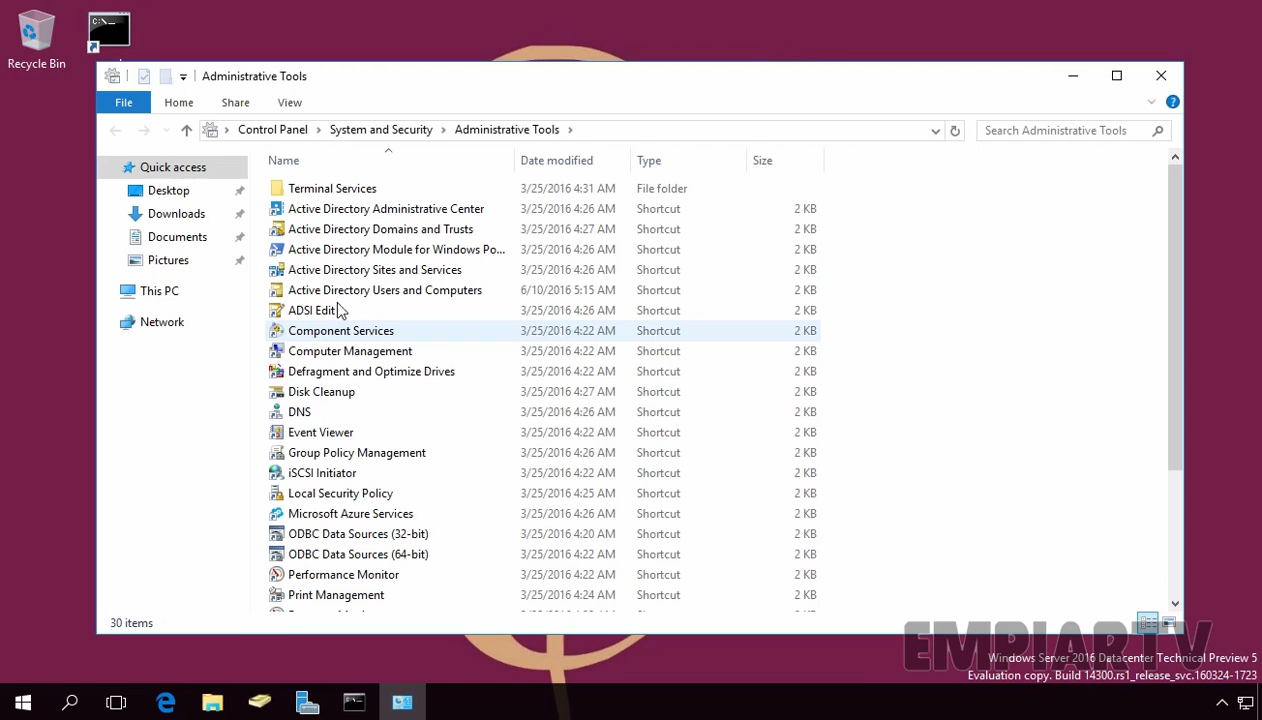 Recycle Bin
C:\_
Administrative Tools
File Home Share View
Control Panel System and Security Administrative Tools
Search Administrative Tools
Name Date modified Type Size
Quick access
Desktop
Downloads
Documents
Pictures
This PC
Network
Terminal Services 3/25/2016 4:31 AM File folder
Active Directory Administrative Center 3/25/2016 4:26 AM Shortcut 2 KB
Active Directory Domains and Trusts 3/25/2016 4:27 AM Shortcut 2 KB
Active Directory Module for Windows Po... 3/25/2016 4:26 AM Shortcut 2 KB
Active Directory Sites and Services 3/25/2016 4:26 AM Shortcut 2 KB
Active Directory Users and Computers 6/10/2016 5:15 AM Shortcut 2 KB
ADSI Edit 3/25/2016 4:26 AM Shortcut 2 KB
Component Services 3/25/2016 4:22 AM Shortcut 2 KB
Computer Management 3/25/2016 4:22 AM Shortcut 2 KB
Defragment and Optimize Drives 3/25/2016 4:22 AM Shortcut 2 KB
Disk Cleanup 3/25/2016 4:27 AM Shortcut 2 KB
DNS 3/25/2016 4:26 AM Shortcut 2 KB
Event Viewer 3/25/2016 4:22 AM Shortcut 2 KB
Group Policy Management 3/25/2016 4:26 AM Shortcut 2 KB
iSCSI Initiator 3/25/2016 4:22 AM Shortcut 2 KB
Local Security Policy 3/25/2016 4:25 AM Shortcut 2 KB
Microsoft Azure Services 3/25/2016 4:26 AM Shortcut 2 KB
ODBC Data Sources (32-bit) 3/25/2016 4:20 AM Shortcut 2 KB
ODBC Data Sources (64-bit) 3/25/2016 4:22 AM Shortcut 2 KB
Performance Monitor 3/25/2016 4:22 AM Shortcut 2 KB
Print Management 3/25/2016 4:24 AM Shortcut 2 KB
30 items
EMPIARTV
Windows Server 2016 Datacenter Technical Preview 5
Evaluation copy. Build 14300.rs1_release_svc.160324-1723